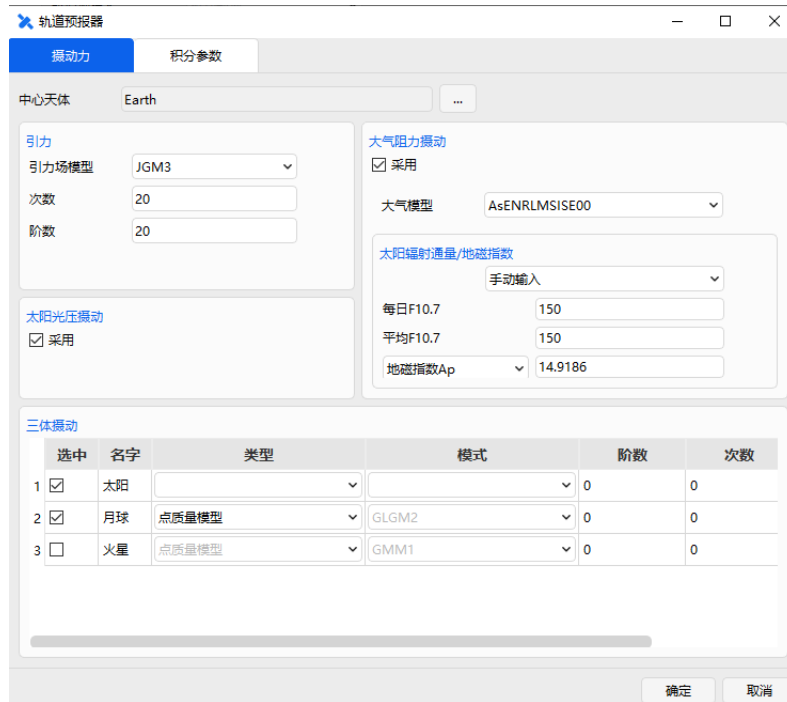 轨道预报器
摄动力 积分参数
中心天体 Earth ...
引力
引力场模型 JGM3
次数 20
阶数 20
太阳光压摄动
采用
大气阻力摄动
采用
大气模型 AsENRLMSISE00
太阳辐射通量/地磁指数
手动输入
每日F10.7 150
平均F10.7 150
地磁指数Ap 14.9186
三体摄动
选中 名字 类型 模式 阶数 次数
1 太阳 0 0
2 月球 点质量模型 GLGM2 0 0
3 火星 点质量模型 GMM1 0 0
确定 取消